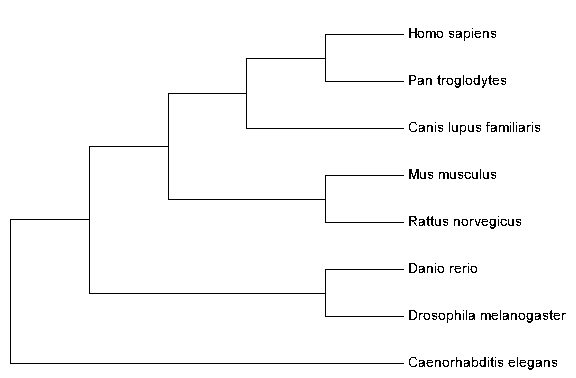 Homo sapiens
Pan troglodytes
Canis lupus familiaris
Mus musculus
Rattus norvegicus
Danio rerio
Drosophila melanogaster
Caenorhabditis elegans